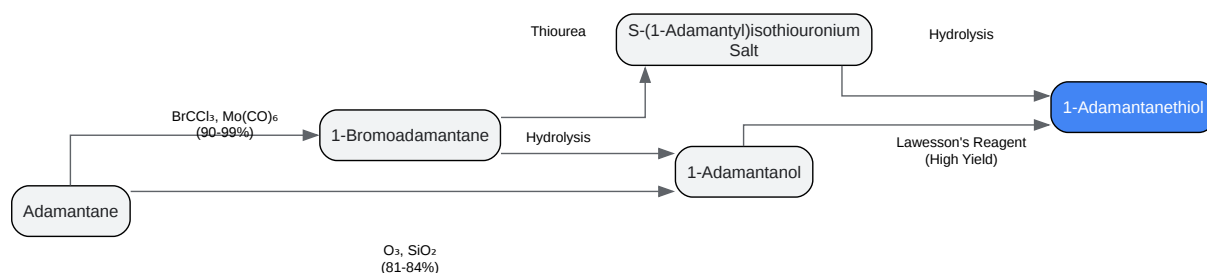 Thiourea
S-(1-Adamantyl)isothiouronium
Salt
Hydrolysis
BrCCl₃, Mo(CO)₆
(90-99%)
1-Bromoadamantane
1-Adamantanethiol
Hydrolysis
Lawesson's Reagent
(High Yield)
1-Adamantanol
Adamantane
O₃, SiO₂
(81-84%)